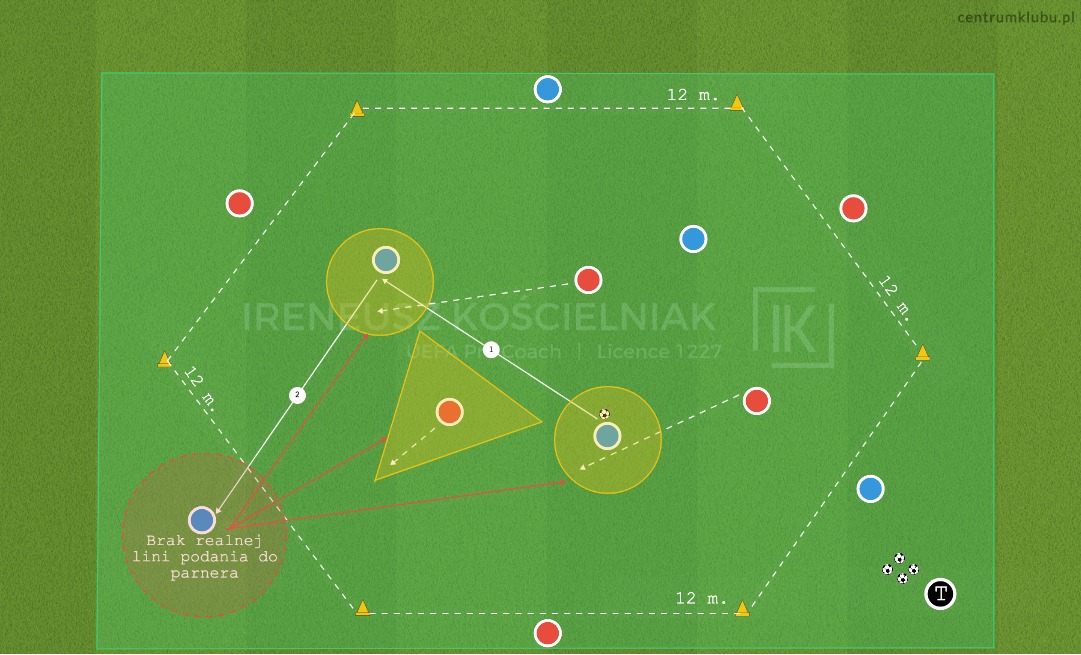 centrumklubu.pl
12 m.
12 m.
IRENEUSZ KOŚCIELNIAK
IK
UEFA Pro Coach | Licence 1227
1
12 m.
2
Brak realnej
lini podania do
parnera
12 m.
T